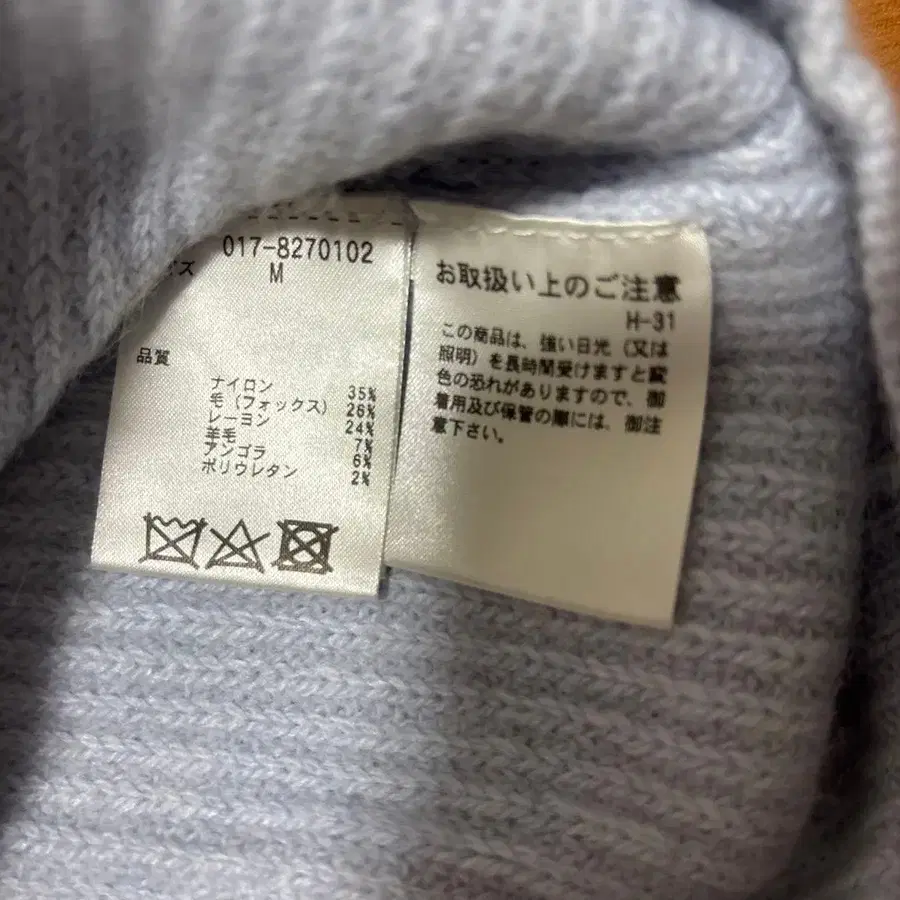 017-8270102
イズ M
品質
ナイロン 35%
毛（フォックス） 26%
レーヨン 24%
羊毛 7%
アンゴラ 6%
ポリウレタン 2%
お取扱い上のご注意
H-31
この商品は、強い日光（又は
照明）を長時間受けますと変
色の恐れがありますので、御
着用及び保管の際には、御注
意下さい。